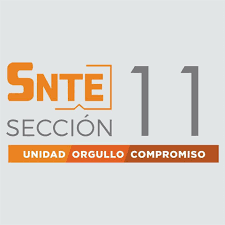 SNTE
SECCIÓN 11
UNIDAD ORGULLO COMPROMISO